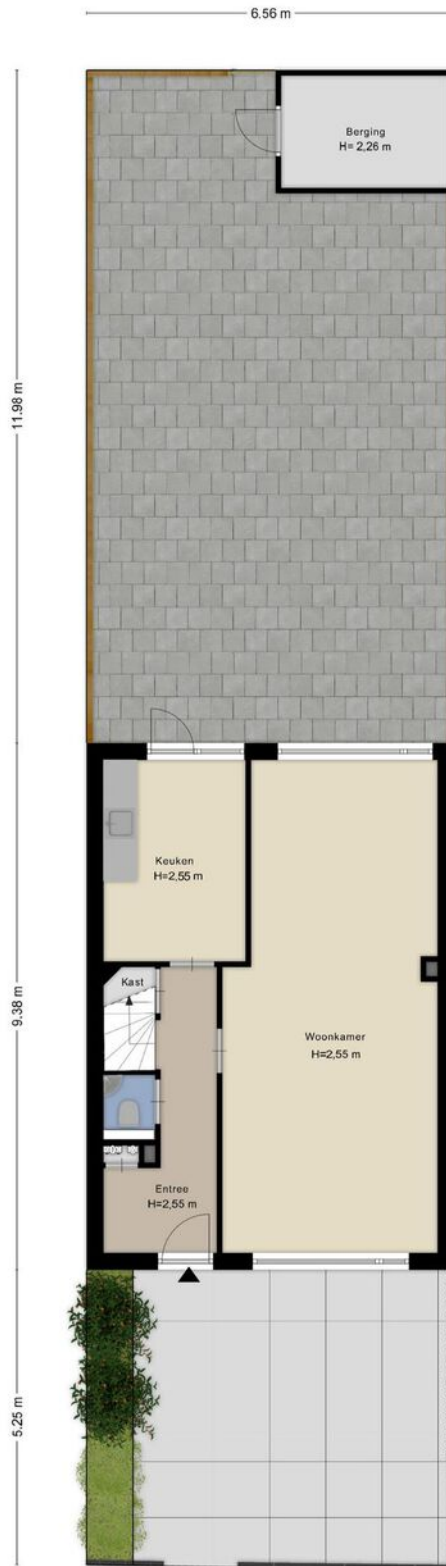 6.56 m
Berging
H= 2,26 m
11.98 m
Keuken
H=2,55 m
Kast
9.38 m
Woonkamer
H=2,55 m
Entree
H=2,55 m
5.25 m